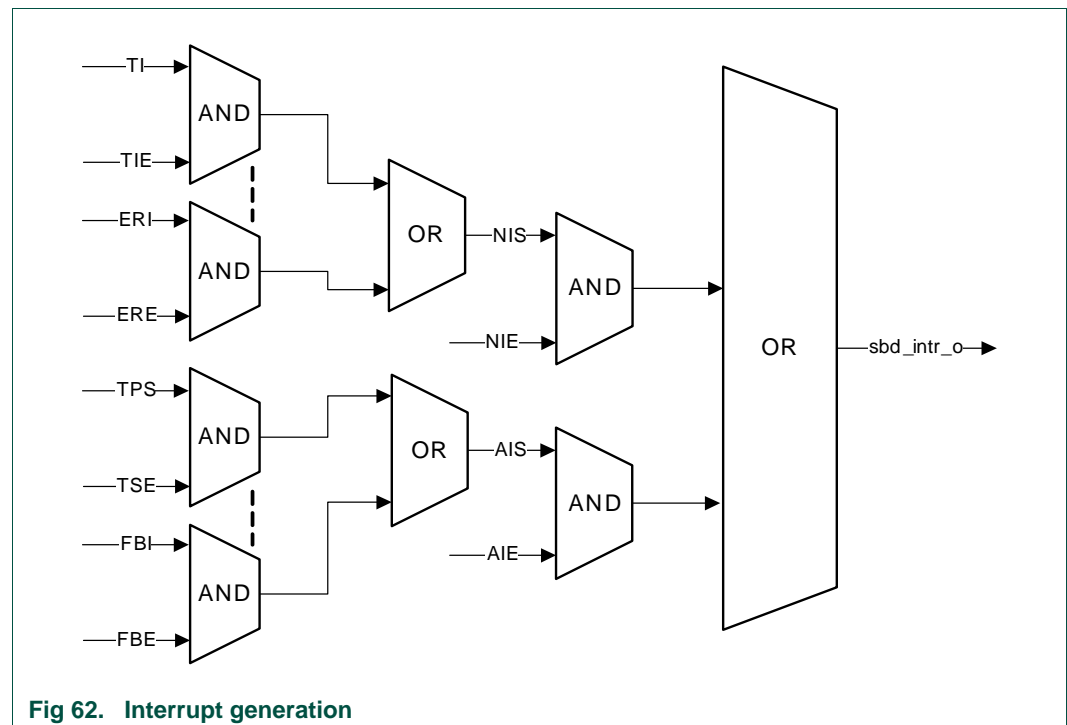 TI
AND
TIE
ERI
AND
ERE
OR
NIS
NIE
AND
TPS
AND
TSE
FBI
AND
FBE
OR
AIS
AIE
AND
OR
sbd_intr_o
Fig 62. Interrupt generation